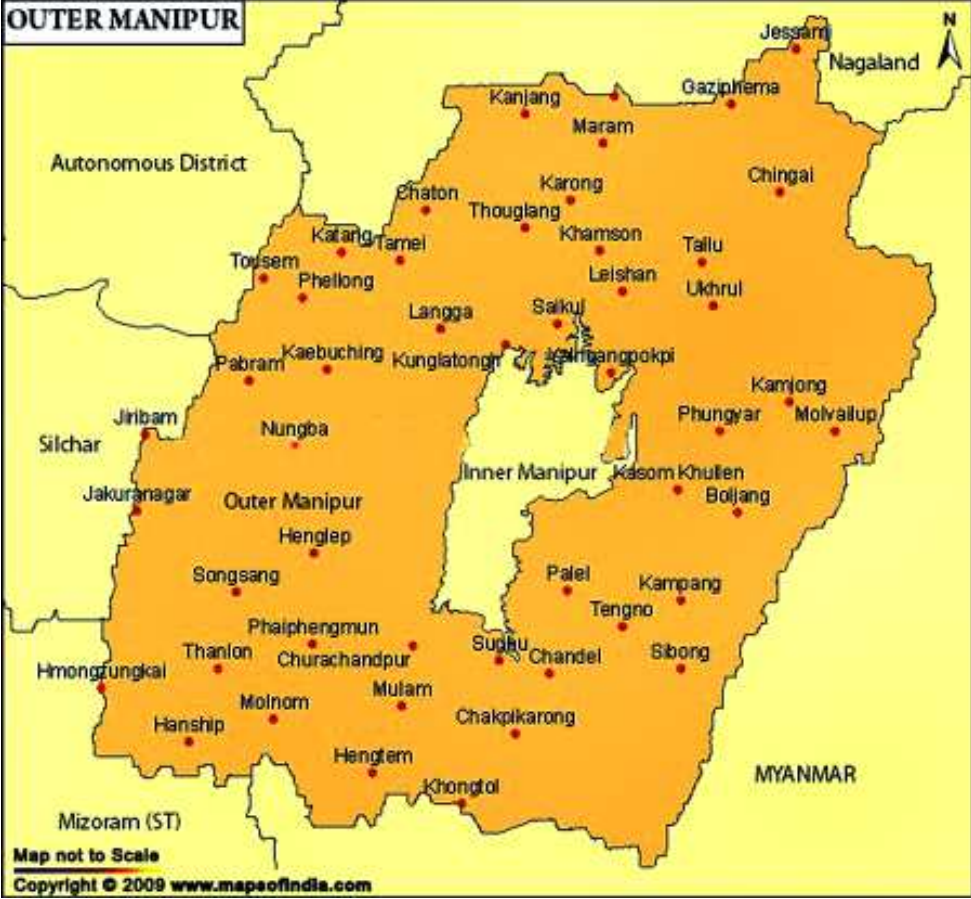 OUTER MANIPUR
N
Jessami
Nagaland
Gaziphema
Kanjang
Maram
Autonomous District
Chingai
Karong
Chaton
Thouglang
Khamson
Katang
Tamei
Tallu
Tousem
Leishan
Phellong
Ukhrul
Langga
Saikul
Kaebuching
Kunglatongh
Pabram
Kamjong
Jiribam
Phungyar
Molvailup
Nungba
Silchar
Inner Manipur
Kasom Khullen
Jakuranagar
Boljang
Outer Manipur
Henglep
Songsang
Palel
Kampang
Tengno
Phaiphengmun
Thanlon
Churachandpur
Sugnu
Chandel
Sibong
Hmongzungkai
Mulam
Molnom
Hanship
Chakpikarong
Hengtem
MYANMAR
Khongtol
Mizoram (ST)
Map not to Scale
Copyright © 2009 www.mapsofindia.com